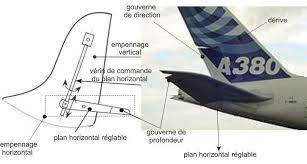 gouverne
de direction
dérive
empennage
vertical
vérin de commande
du plan horizontal
A380
plan horizontal réglable
gouverne de
profondeur
empennage
horizontal
plan horizontal réglable